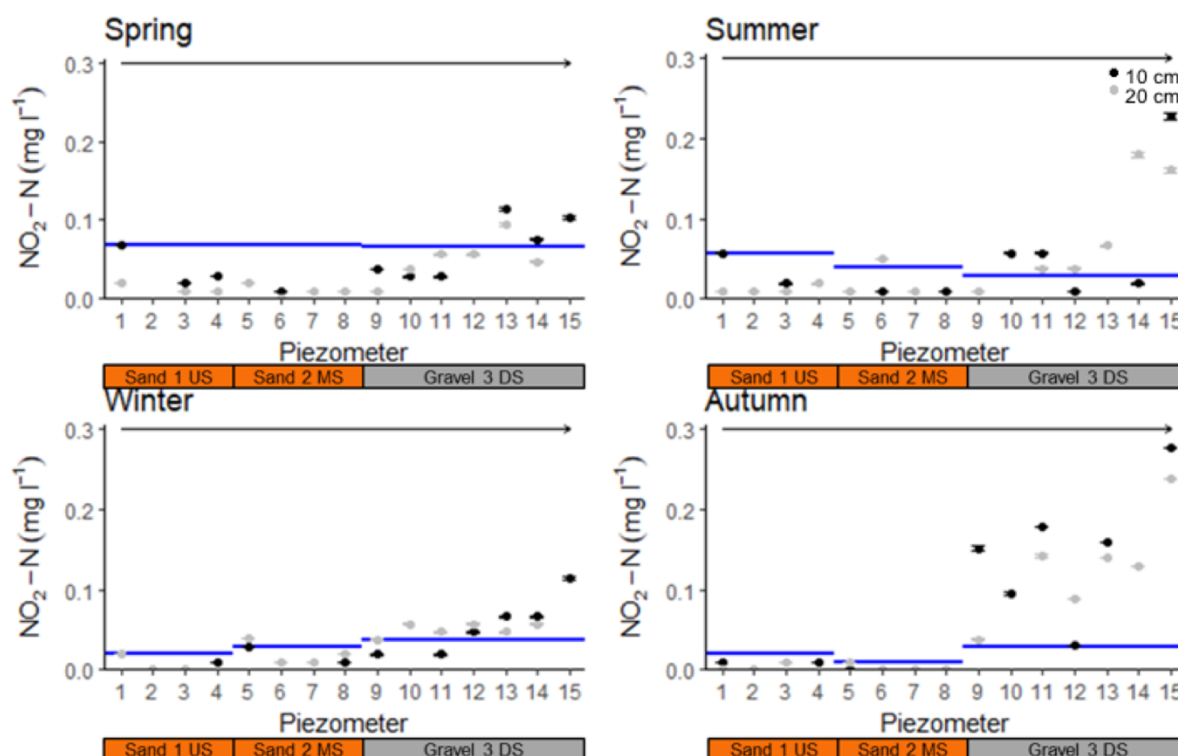 Spring
0.3
0.2
0.1
0.0
NO₂ – N (mg l⁻¹)
1 2 3 4 5 6 7 8 9 10 11 12 13 14 15
Piezometer
Sand 1 US Sand 2 MS Gravel 3 DS
Summer
10 cm
20 cm
0.3
0.2
0.1
0.0
NO₂ – N (mg l⁻¹)
1 2 3 4 5 6 7 8 9 10 11 12 13 14 15
Piezometer
Sand 1 US Sand 2 MS Gravel 3 DS
Winter
0.3
0.2
0.1
0.0
NO₂ – N (mg l⁻¹)
1 2 3 4 5 6 7 8 9 10 11 12 13 14 15
Piezometer
Sand 1 US Sand 2 MS Gravel 3 DS
Autumn
0.3
0.2
0.1
0.0
NO₂ – N (mg l⁻¹)
1 2 3 4 5 6 7 8 9 10 11 12 13 14 15
Piezometer
Sand 1 US Sand 2 MS Gravel 3 DS